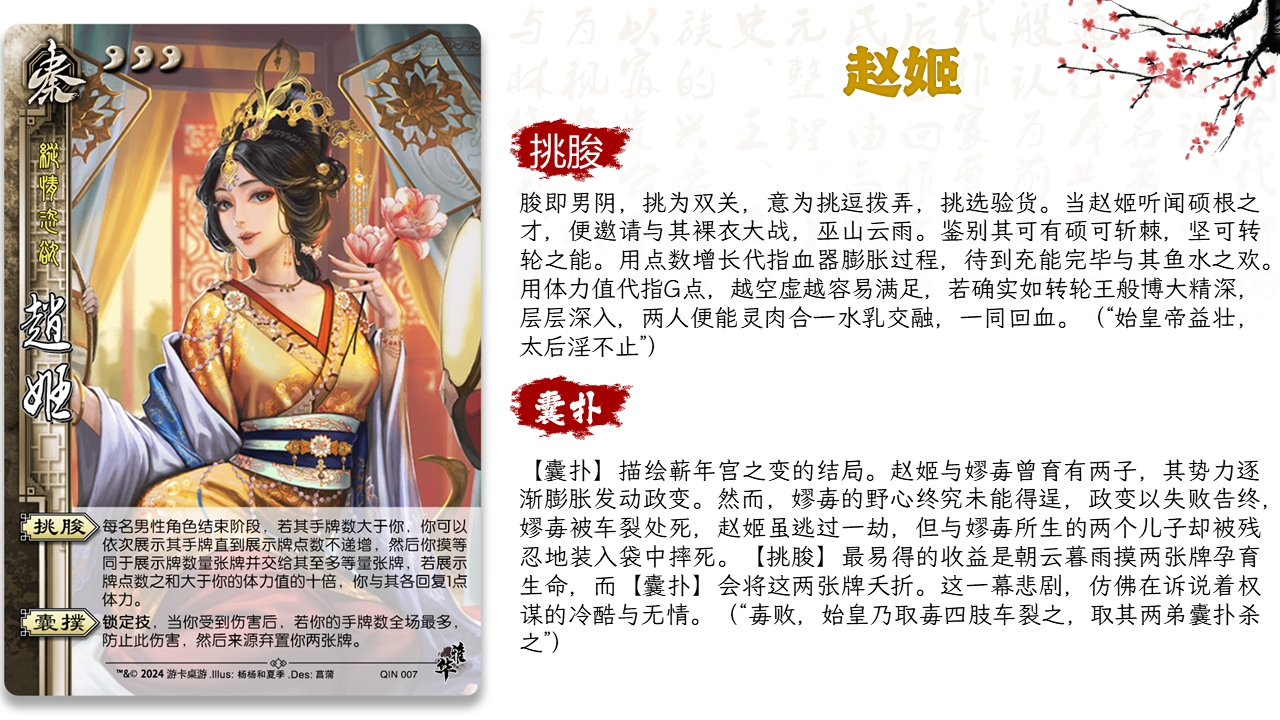 秦
縱情恣欲
趙姬
挑朘
每名男性角色结束阶段，若其手牌数大于你，你可以
依次展示其手牌直到展示牌点数不递增，然后你摸等
同于展示牌数量张牌并交给其至多等量张牌，若展示
牌点数之和大于你的体力值的十倍，你与其各回复1点
体力。
囊撲
锁定技，当你受到伤害后，若你的手牌数全场最多，
防止此伤害，然后来源弃置你两张牌。
™&© 2024 游卡桌游 .Illus: 杨杨和夏季 .Des: 菖蒲
QIN 007
赵姬
挑朘
朘即男阴，挑为双关，意为挑逗拨弄，挑选验货。当赵姬听闻硕根之
才，便邀请与其裸衣大战，巫山云雨。鉴别其可有硕可斩棘，坚可转
轮之能。用点数增长代指血器膨胀过程，待到充能完毕与其鱼水之欢。
用体力值代指G点，越空虚越容易满足，若确实如转轮王般博大精深，
层层深入，两人便能灵肉合一水乳交融，一同回血。（“始皇帝益壮，
太后淫不止”）
囊扑
【囊扑】描绘蕲年宫之变的结局。赵姬与嫪毐曾育有两子，其势力逐
渐膨胀发动政变。然而，嫪毐的野心终究未能得逞，政变以失败告终，
嫪毐被车裂处死，赵姬虽逃过一劫，但与嫪毐所生的两个儿子却被残
忍地装入袋中摔死。【挑朘】最易得的收益是朝云暮雨摸两张牌孕育
生命，而【囊扑】会将这两张牌夭折。这一幕悲剧，仿佛在诉说着权
谋的冷酷与无情。（“毐败，始皇乃取毐四肢车裂之，取其两弟囊扑杀
之”）